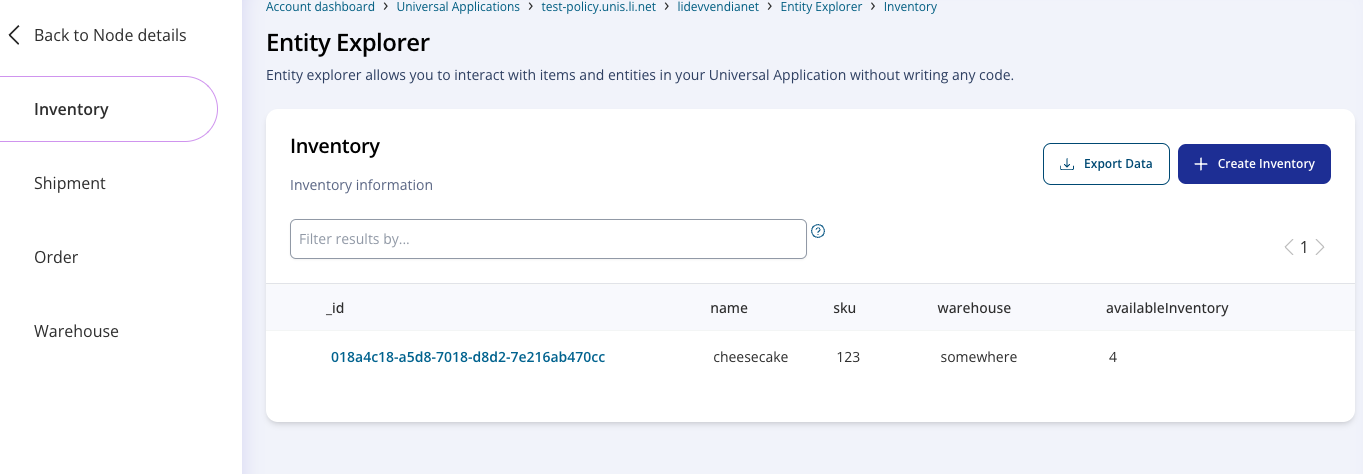 Account dashboard > Universal Applications > test-policy.unis.li.net > lidevvendianet > Entity Explorer > Inventory
Back to Node details
Inventory
Shipment
Order
Warehouse
Entity Explorer
Entity explorer allows you to interact with items and entities in your Universal Application without writing any code.
Inventory
Inventory information
Export Data
Create Inventory
Filter results by...
?
1
_id name sku warehouse availableInventory
018a4c18-a5d8-7018-d8d2-7e216ab470cc cheesecake 123 somewhere 4